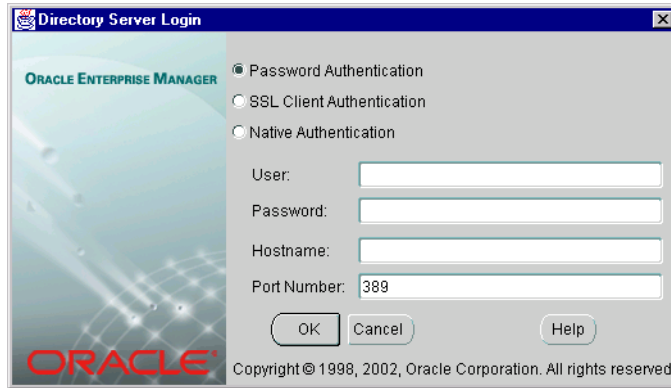 Directory Server Login
ORACLE ENTERPRISE MANAGER
Password Authentication
SSL Client Authentication
Native Authentication
User:
Password:
Hostname:
Port Number: 389
OK Cancel Help
ORACLE®
Copyright © 1998, 2002, Oracle Corporation. All rights reserved